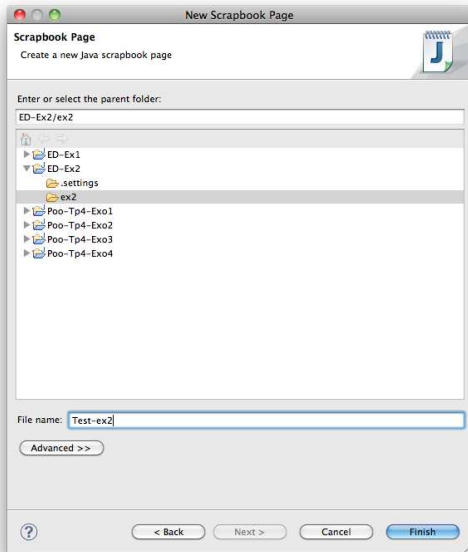 New Scrapbook Page
Scrapbook Page
Create a new Java scrapbook page
J
Enter or select the parent folder:
ED-Ex2/ex2
ED-Ex1
ED-Ex2
.settings
ex2
Poo-Tp4-Exo1
Poo-Tp4-Exo2
Poo-Tp4-Exo3
Poo-Tp4-Exo4
File name: Test-ex2
Advanced >>
? < Back Next > Cancel Finish